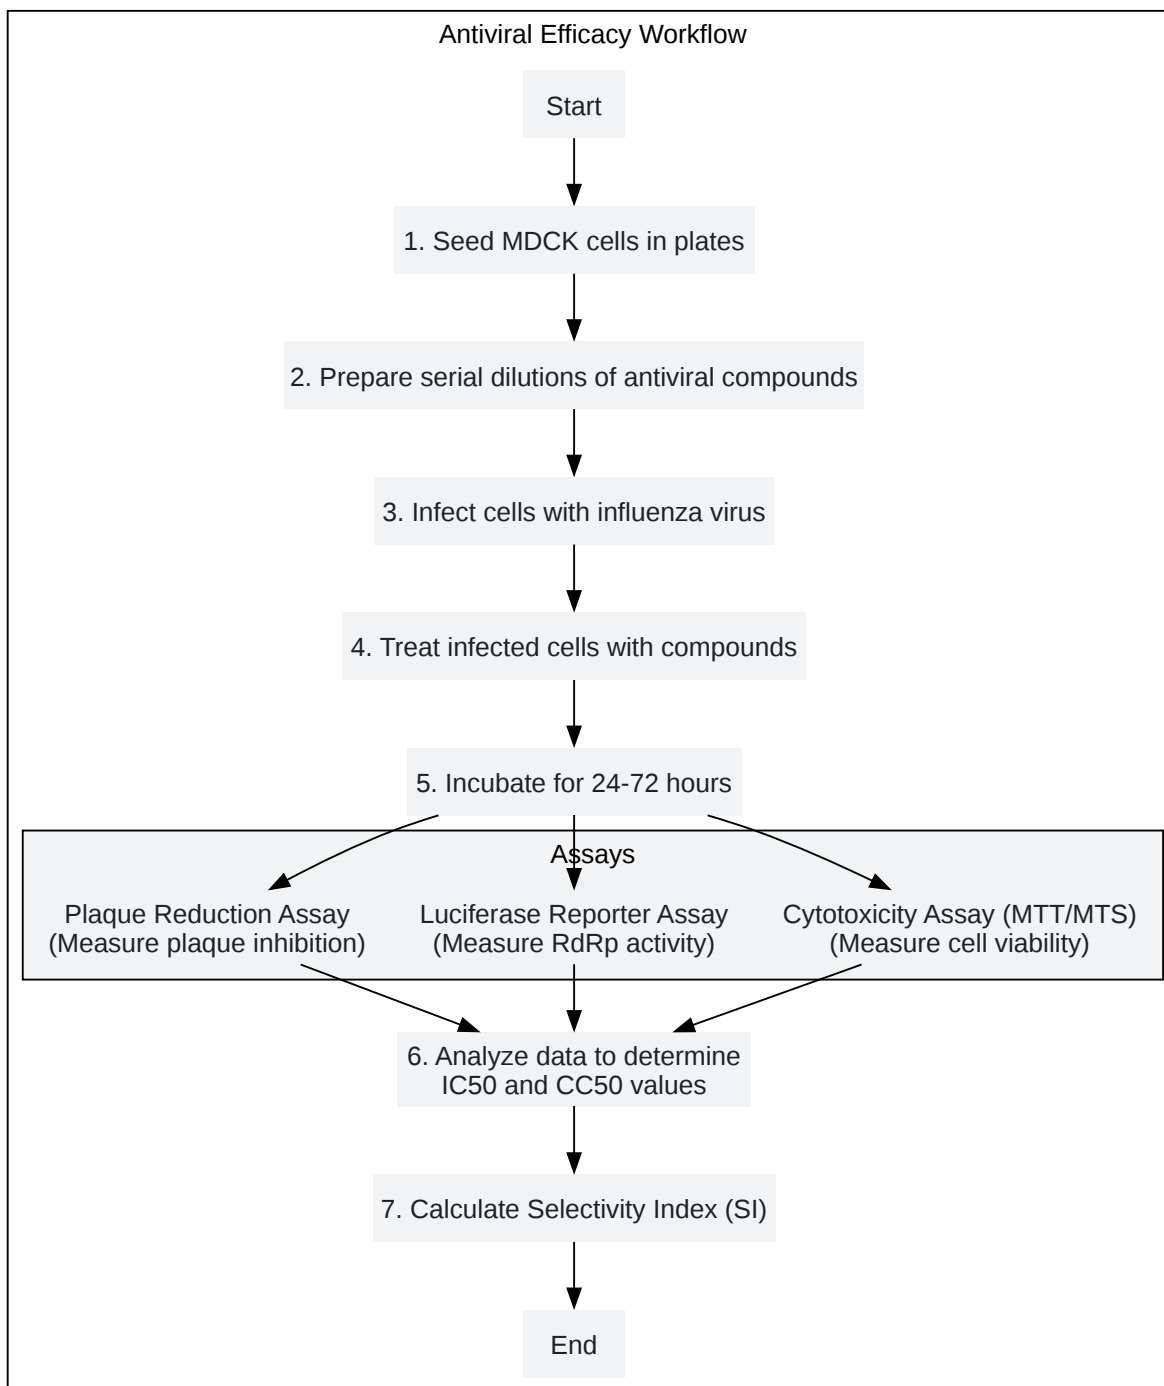 Antiviral Efficacy Workflow
Start
1. Seed MDCK cells in plates
2. Prepare serial dilutions of antiviral compounds
3. Infect cells with influenza virus
4. Treat infected cells with compounds
5. Incubate for 24-72 hours
Assays
Plaque Reduction Assay
(Measure plaque inhibition)
Luciferase Reporter Assay
(Measure RdRp activity)
Cytotoxicity Assay (MTT/MTS)
(Measure cell viability)
6. Analyze data to determine
IC50 and CC50 values
7. Calculate Selectivity Index (SI)
End